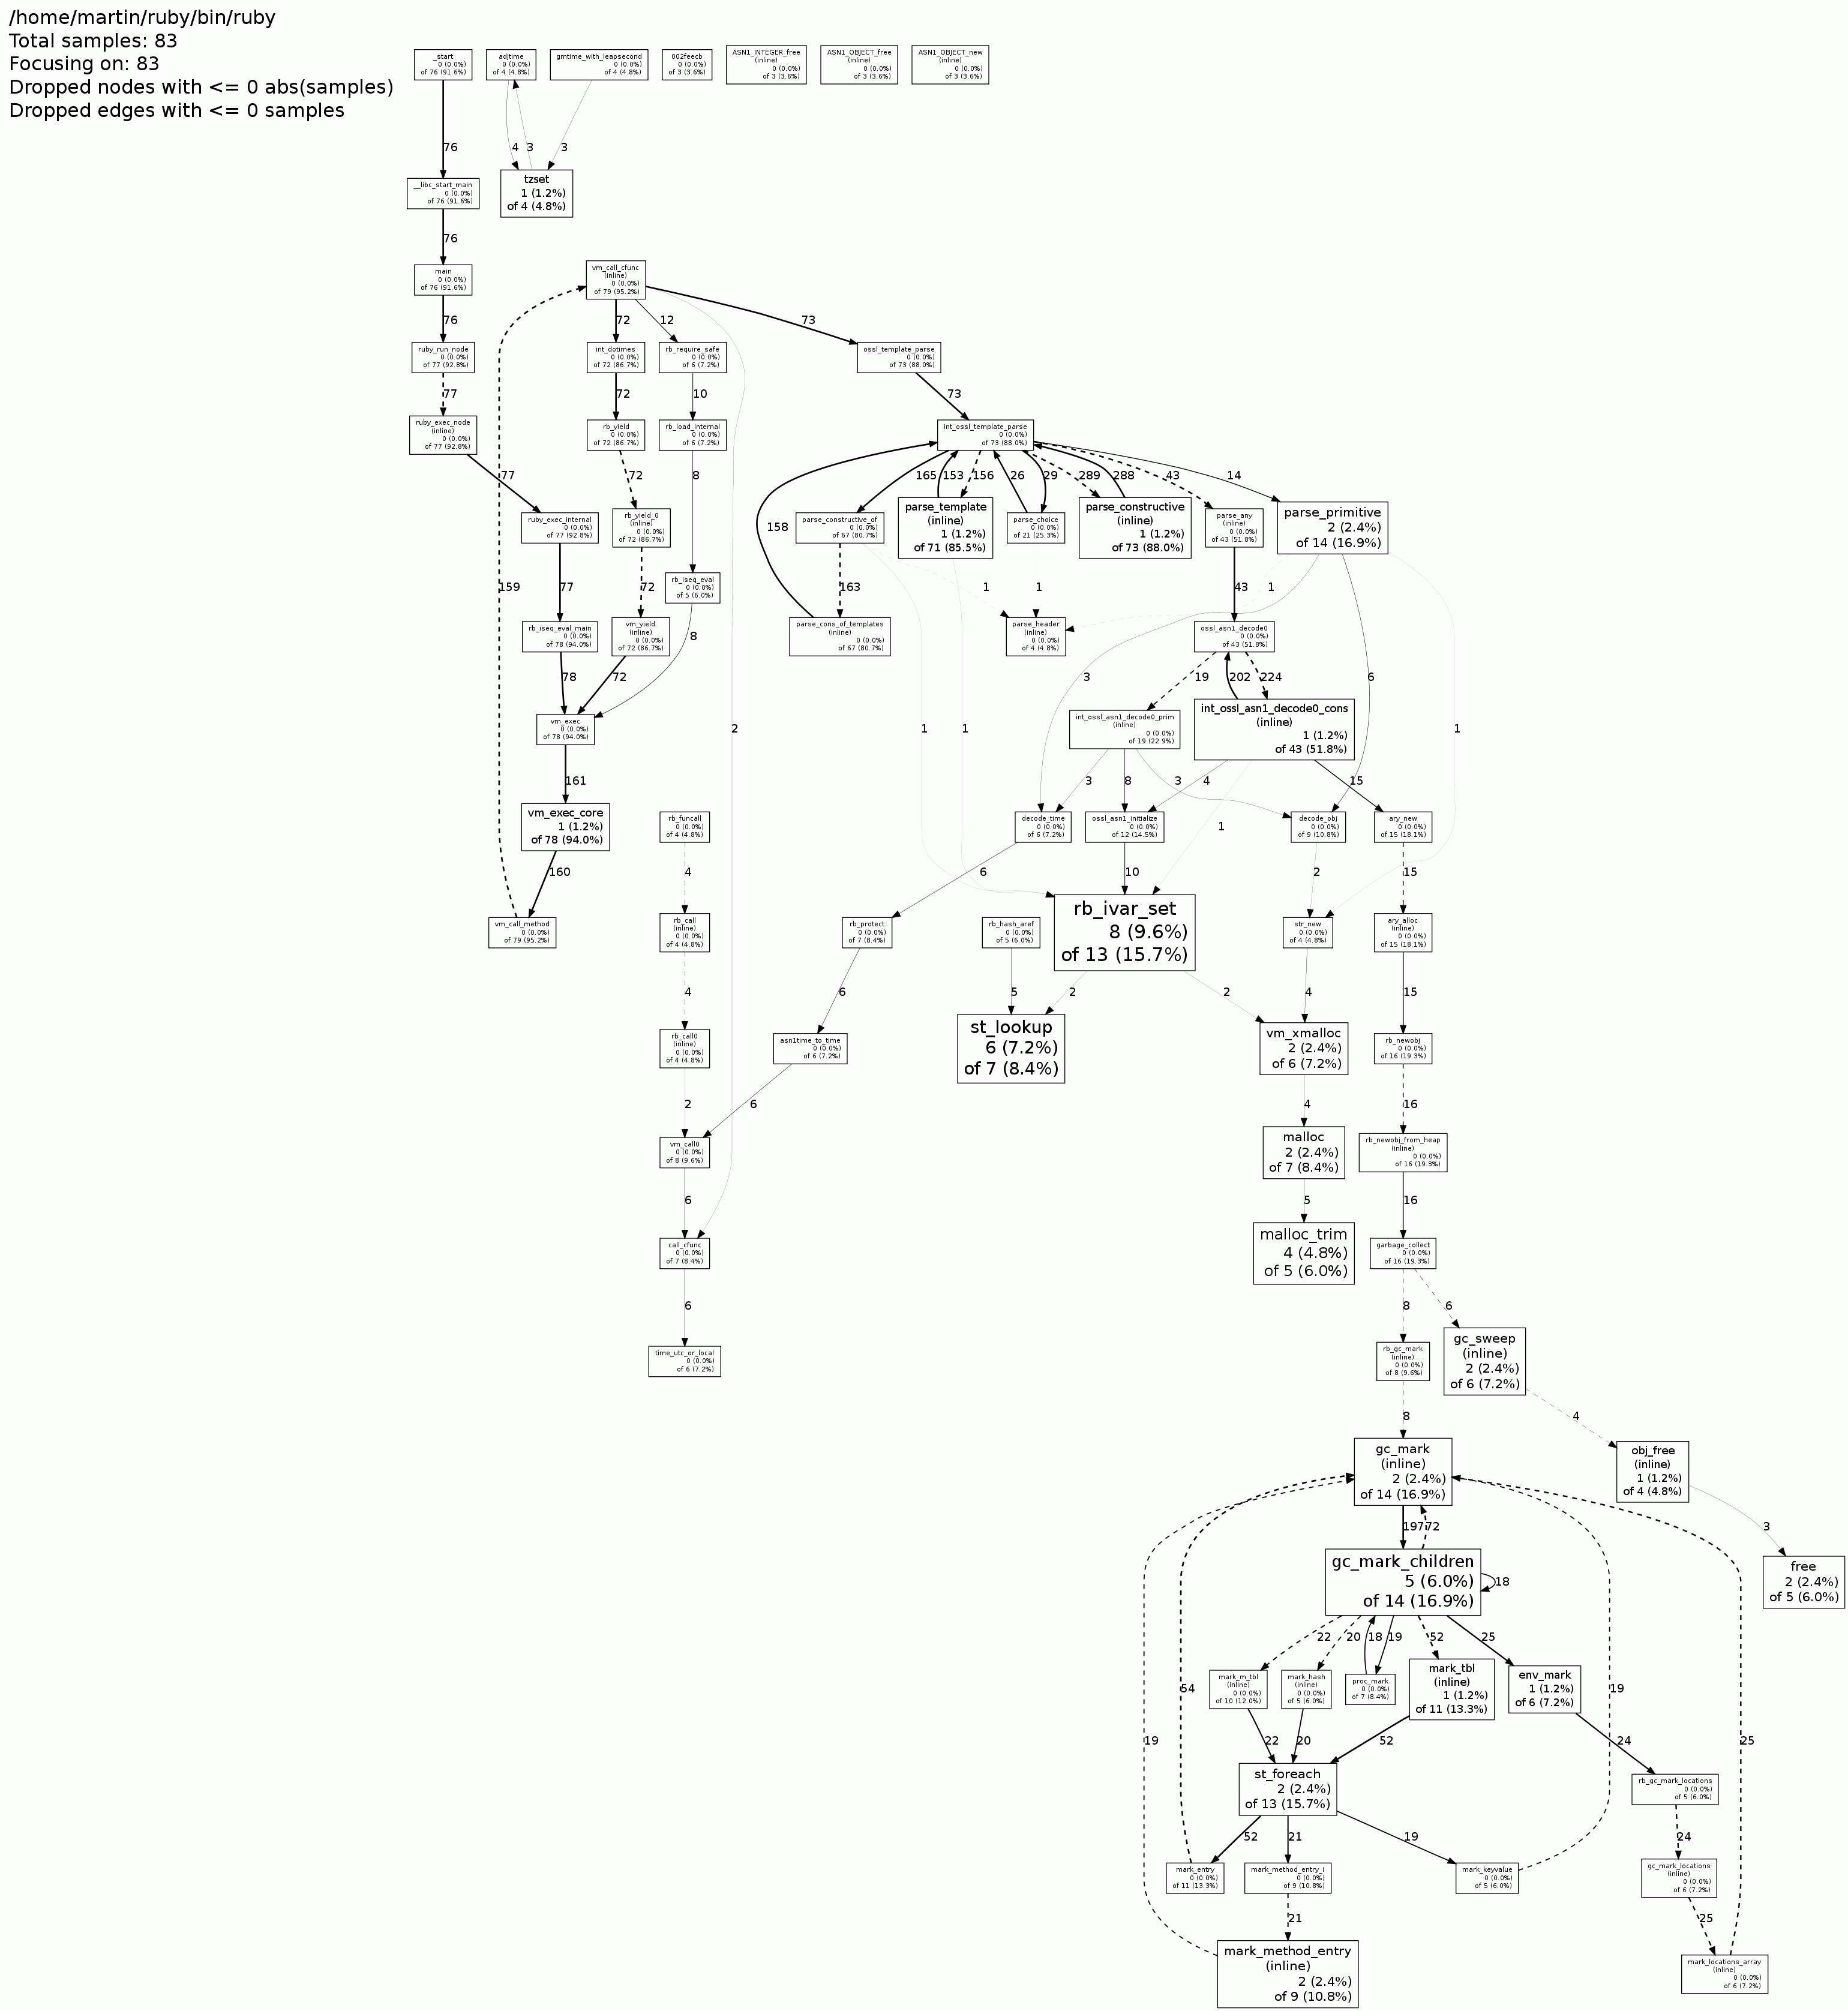 /home/martin/ruby/bin/ruby
Total samples: 83
Focusing on: 83
Dropped nodes with <= 0 abs(samples)
Dropped edges with <= 0 samples
_start
0 (0.0%)
of 76 (91.6%)
adjtime
0 (0.0%)
of 4 (4.8%)
gmtime_with_leapsecond
0 (0.0%)
of 4 (4.8%)
002feecb
0 (0.0%)
of 3 (3.6%)
ASN1_INTEGER_free
(inline)
0 (0.0%)
of 3 (3.6%)
ASN1_OBJECT_free
(inline)
0 (0.0%)
of 3 (3.6%)
ASN1_OBJECT_new
(inline)
0 (0.0%)
of 3 (3.6%)
76
4
3
3
__libc_start_main
0 (0.0%)
of 76 (91.6%)
tzset
1 (1.2%)
of 4 (4.8%)
76
main
0 (0.0%)
of 76 (91.6%)
vm_call_cfunc
(inline)
0 (0.0%)
of 79 (95.2%)
76
72
12
73
ruby_run_node
0 (0.0%)
of 77 (92.8%)
int_dotimes
0 (0.0%)
of 72 (86.7%)
rb_require_safe
0 (0.0%)
of 6 (7.2%)
ossl_template_parse
0 (0.0%)
of 73 (88.0%)
77
72
10
73
ruby_exec_node
(inline)
0 (0.0%)
of 77 (92.8%)
rb_yield
0 (0.0%)
of 72 (86.7%)
rb_load_internal
0 (0.0%)
of 6 (7.2%)
int_ossl_template_parse
0 (0.0%)
of 73 (88.0%)
77
72
8
165
153
156
26
29
289
288
43
14
ruby_exec_internal
0 (0.0%)
of 77 (92.8%)
rb_yield_0
(inline)
0 (0.0%)
of 72 (86.7%)
158
parse_constructive_of
0 (0.0%)
of 67 (80.7%)
parse_template
(inline)
1 (1.2%)
of 71 (85.5%)
parse_choice
0 (0.0%)
of 21 (25.3%)
parse_constructive
(inline)
1 (1.2%)
of 73 (88.0%)
parse_any
(inline)
0 (0.0%)
of 43 (51.8%)
parse_primitive
2 (2.4%)
of 14 (16.9%)
159
77
72
rb_iseq_eval
0 (0.0%)
of 5 (6.0%)
163
1
1
43
1
rb_iseq_eval_main
0 (0.0%)
of 78 (94.0%)
vm_yield
(inline)
0 (0.0%)
of 72 (86.7%)
8
parse_cons_of_templates
(inline)
0 (0.0%)
of 67 (80.7%)
parse_header
(inline)
0 (0.0%)
of 4 (4.8%)
ossl_asn1_decode0
0 (0.0%)
of 43 (51.8%)
78
72
3
19
202
224
6
vm_exec
0 (0.0%)
of 78 (94.0%)
2
1
1
int_ossl_asn1_decode0_prim
(inline)
0 (0.0%)
of 19 (22.9%)
int_ossl_asn1_decode0_cons
(inline)
1 (1.2%)
of 43 (51.8%)
1
161
3
8
3
4
15
vm_exec_core
1 (1.2%)
of 78 (94.0%)
rb_funcall
0 (0.0%)
of 4 (4.8%)
decode_time
0 (0.0%)
of 6 (7.2%)
ossl_asn1_initialize
0 (0.0%)
of 12 (14.5%)
1
decode_obj
0 (0.0%)
of 9 (10.8%)
ary_new
0 (0.0%)
of 15 (18.1%)
160
4
6
10
2
15
vm_call_method
0 (0.0%)
of 79 (95.2%)
rb_call
(inline)
0 (0.0%)
of 4 (4.8%)
rb_protect
0 (0.0%)
of 7 (8.4%)
rb_hash_aref
0 (0.0%)
of 5 (6.0%)
rb_ivar_set
8 (9.6%)
of 13 (15.7%)
str_new
0 (0.0%)
of 4 (4.8%)
ary_alloc
(inline)
0 (0.0%)
of 15 (18.1%)
4
6
5
2
2
4
15
rb_call0
(inline)
0 (0.0%)
of 4 (4.8%)
asn1time_to_time
0 (0.0%)
of 6 (7.2%)
st_lookup
6 (7.2%)
of 7 (8.4%)
vm_xmalloc
2 (2.4%)
of 6 (7.2%)
rb_newobj
0 (0.0%)
of 16 (19.3%)
2
6
4
16
vm_call0
0 (0.0%)
of 8 (9.6%)
malloc
2 (2.4%)
of 7 (8.4%)
rb_newobj_from_heap
(inline)
0 (0.0%)
of 16 (19.3%)
6
5
16
call_cfunc
0 (0.0%)
of 7 (8.4%)
malloc_trim
4 (4.8%)
of 5 (6.0%)
garbage_collect
0 (0.0%)
of 16 (19.3%)
6
8
6
time_utc_or_local
0 (0.0%)
of 6 (7.2%)
rb_gc_mark
(inline)
0 (0.0%)
of 8 (9.6%)
gc_sweep
(inline)
2 (2.4%)
of 6 (7.2%)
8
4
gc_mark
(inline)
2 (2.4%)
of 14 (16.9%)
obj_free
(inline)
1 (1.2%)
of 4 (4.8%)
197
72
3
gc_mark_children
5 (6.0%)
of 14 (16.9%)
18
free
2 (2.4%)
of 5 (6.0%)
22
20
18
19
52
25
54
mark_m_tbl
(inline)
0 (0.0%)
of 10 (12.0%)
mark_hash
(inline)
0 (0.0%)
of 5 (6.0%)
proc_mark
0 (0.0%)
of 7 (8.4%)
mark_tbl
(inline)
1 (1.2%)
of 11 (13.3%)
env_mark
1 (1.2%)
of 6 (7.2%)
19
19
22
20
52
24
25
st_foreach
2 (2.4%)
of 13 (15.7%)
rb_gc_mark_locations
0 (0.0%)
of 5 (6.0%)
52
21
19
24
mark_entry
0 (0.0%)
of 11 (13.3%)
mark_method_entry_i
0 (0.0%)
of 9 (10.8%)
mark_keyvalue
0 (0.0%)
of 5 (6.0%)
gc_mark_locations
(inline)
0 (0.0%)
of 6 (7.2%)
21
25
mark_method_entry
(inline)
2 (2.4%)
of 9 (10.8%)
mark_locations_array
(inline)
0 (0.0%)
of 6 (7.2%)